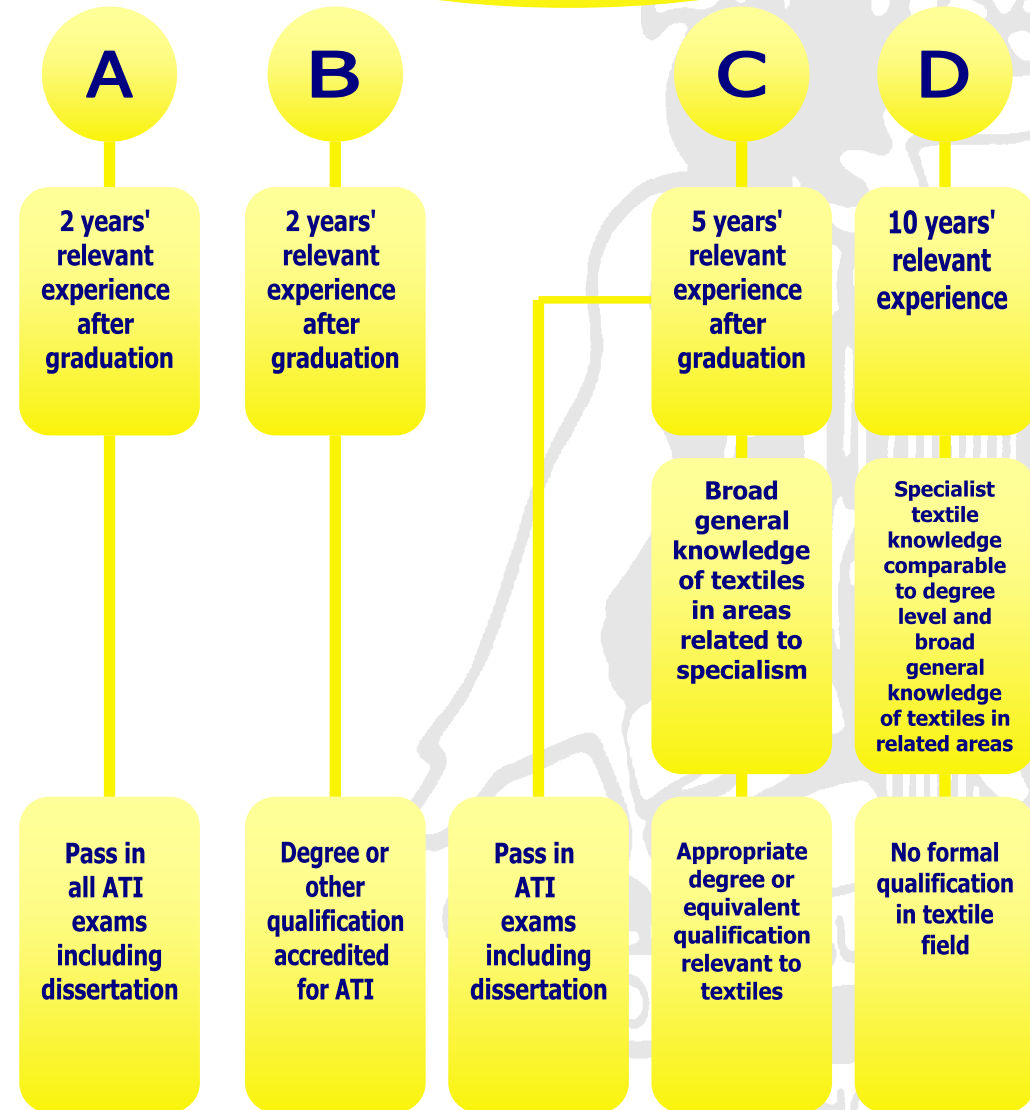 A
B
C
D
2 years'
relevant
experience
after
graduation
2 years'
relevant
experience
after
graduation
5 years'
relevant
experience
after
graduation
10 years'
relevant
experience
Broad
general
knowledge
of textiles
in areas
related to
specialism
Specialist
textile
knowledge
comparable
to degree
level and
broad
general
knowledge
of textiles in
related areas
Pass in
all ATI
exams
including
dissertation
Degree or
other
qualification
accredited
for ATI
Pass in
ATI
exams
including
dissertation
Appropriate
degree or
equivalent
qualification
relevant to
textiles
No formal
qualification
in textile
field